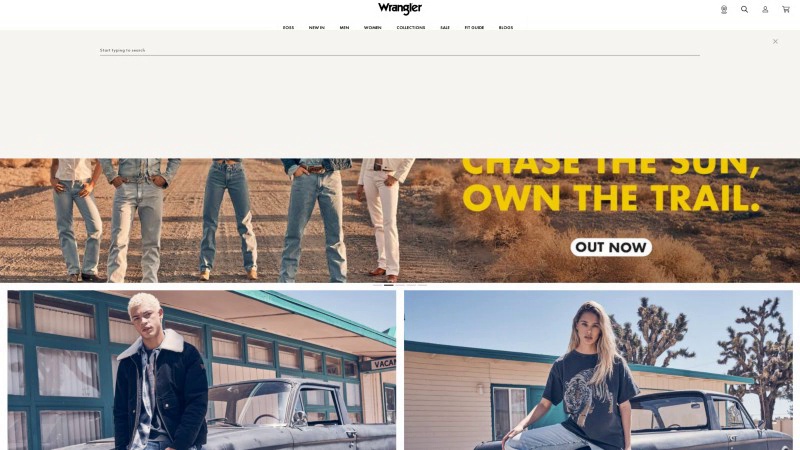 Wrangler
EOSS NEW IN MEN WOMEN COLLECTIONS SALE FIT GUIDE BLOGS
Start typing to search
CHASE THE SUN,
OWN THE TRAIL.
OUT NOW
VACAN